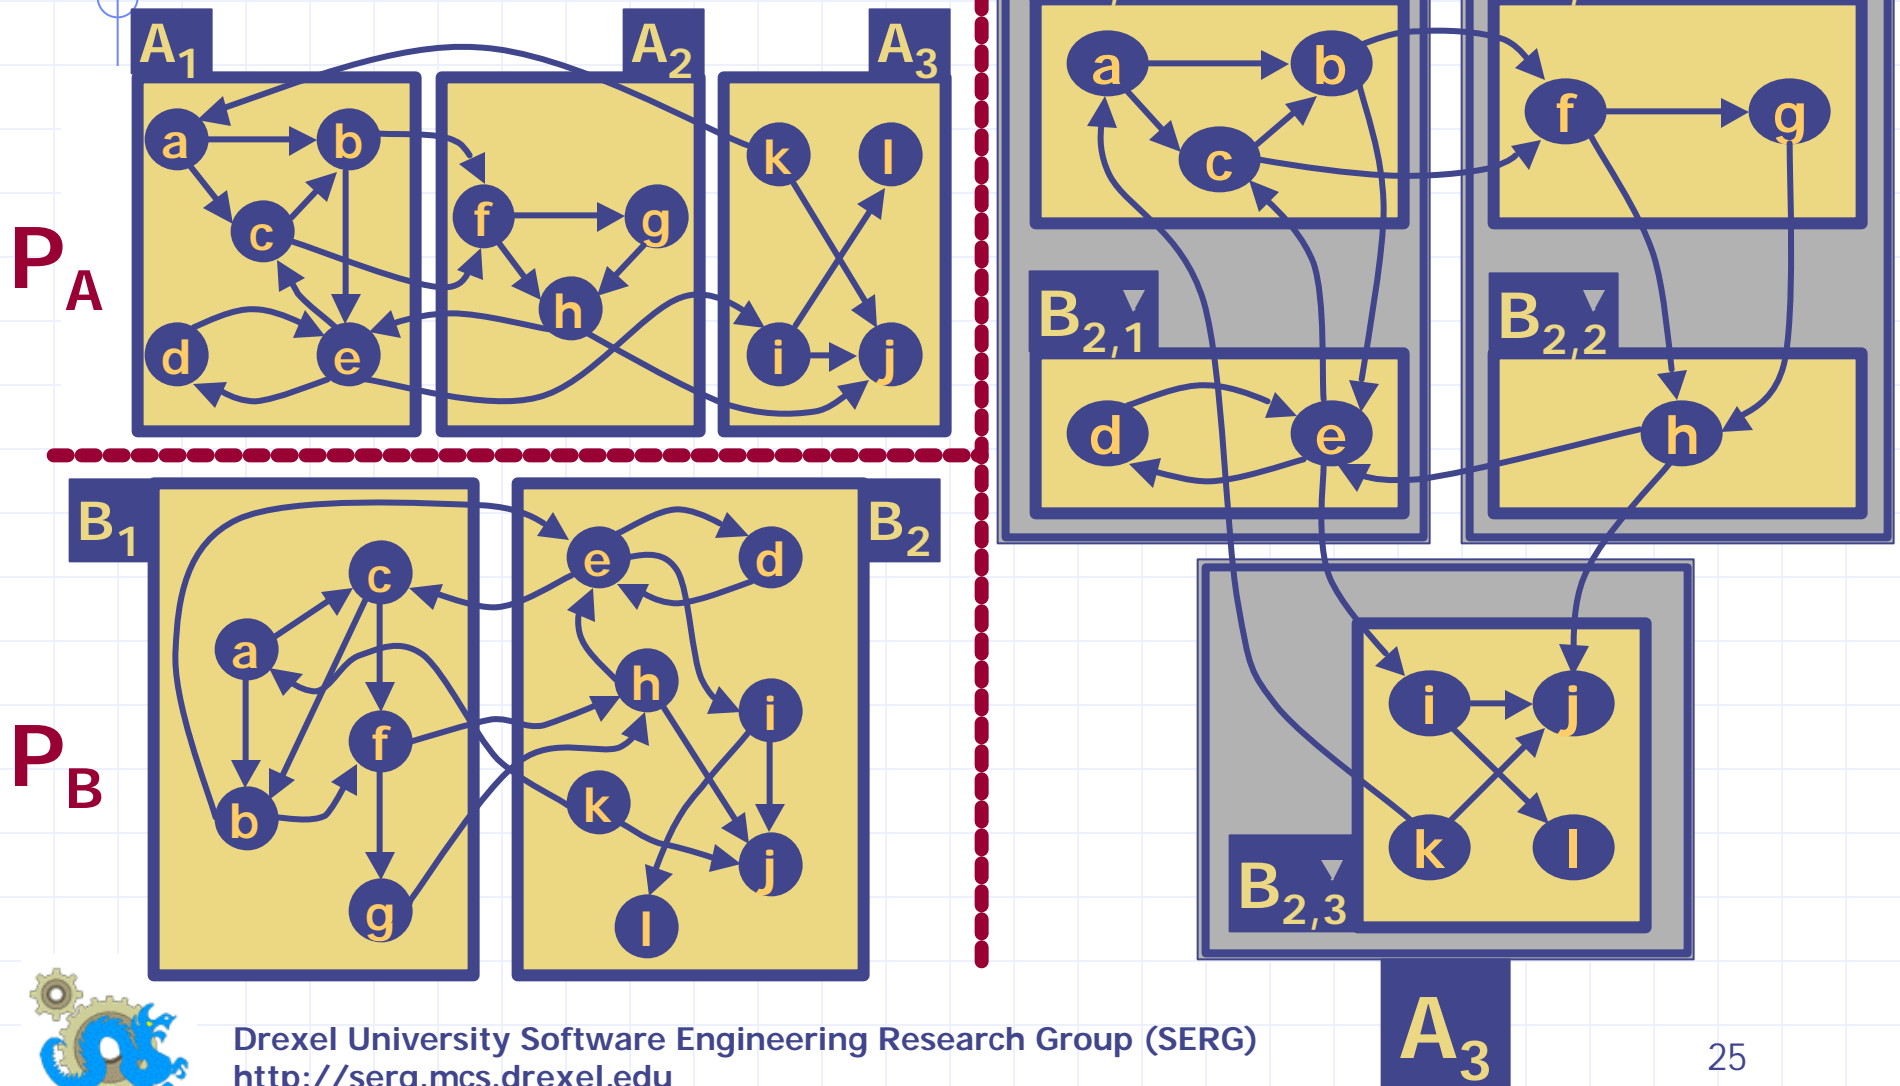 A1 A2 A3
a b f g k l
c h
d e i j
PA
B1 B2
c e d
a h i
b f k j
g l
PB
a b f g
c
B2,1 B2,2
d e h
i j
k l
B2,3
A3
Drexel University Software Engineering Research Group (SERG)
http://serg.mcs.drexel.edu
25